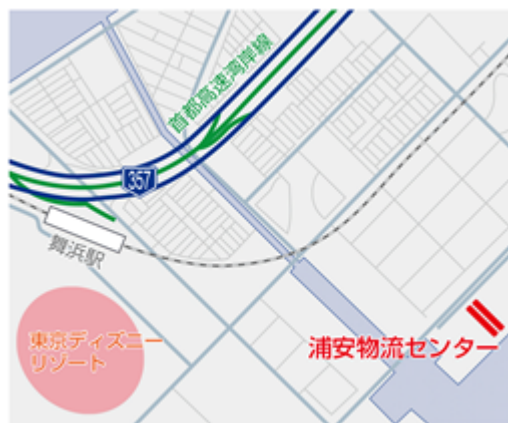 首都高速湾岸線
357
舞浜駅
東京ディズニー
リゾート
浦安物流センター